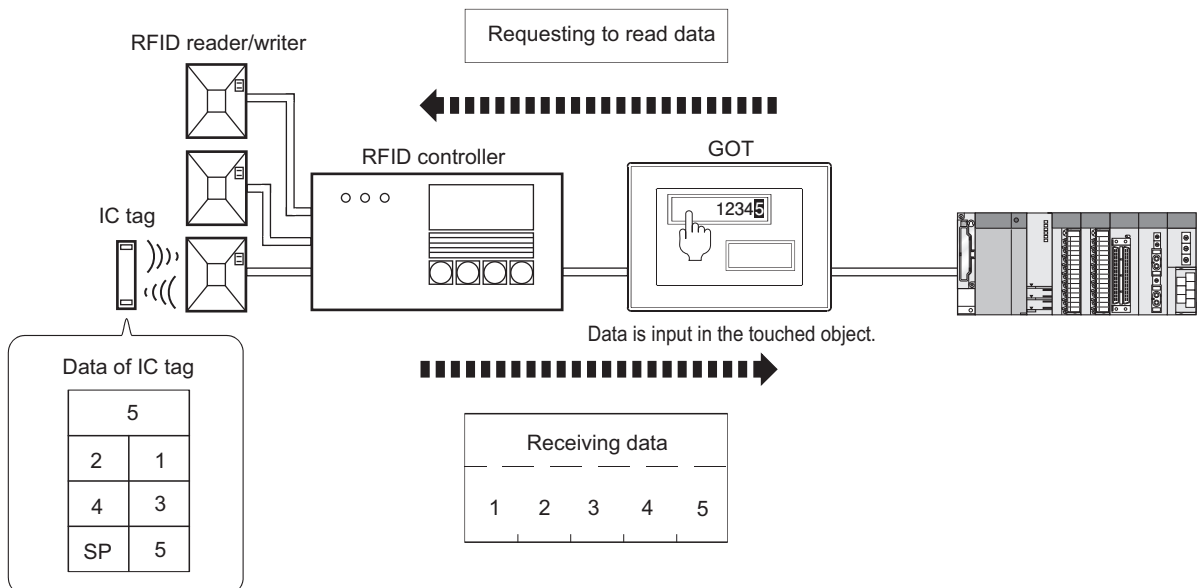 Requesting to read data
RFID reader/writer
RFID controller
GOT
12345
IC tag
Data is input in the touched object.
Data of IC tag
5
2 1
4 3
SP 5
Receiving data
1 2 3 4 5